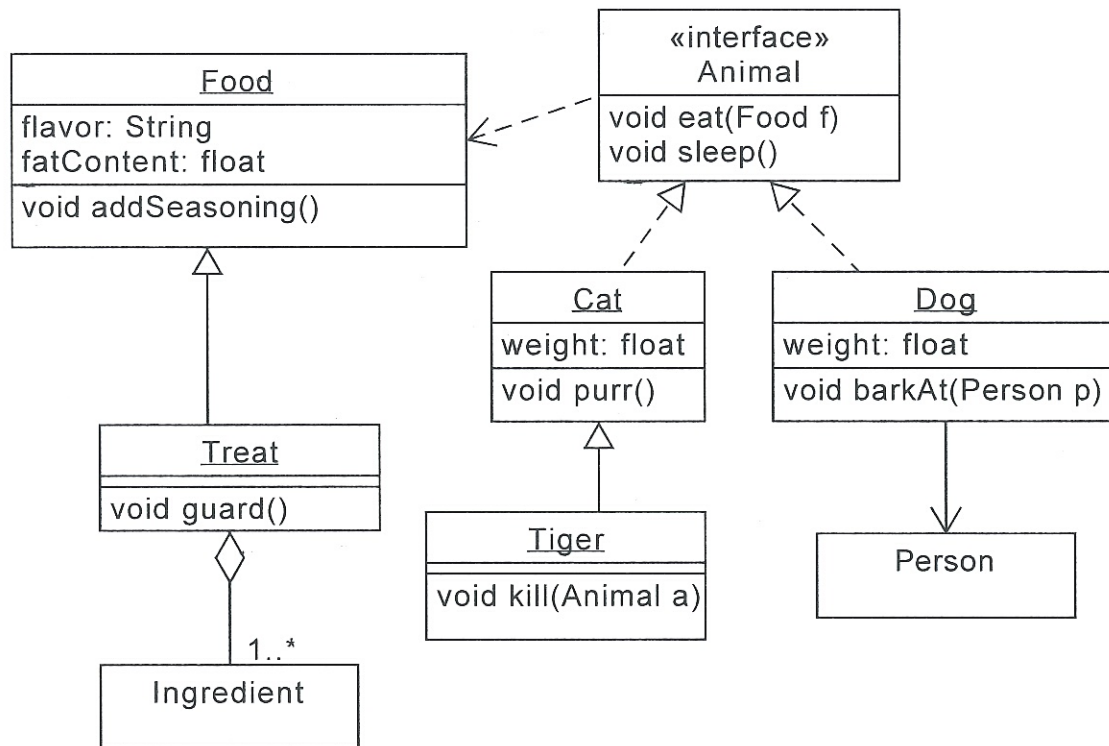 Food
flavor: String
fatContent: float
void addSeasoning()
«interface»
Animal
void eat(Food f)
void sleep()
Cat
weight: float
void purr()
Dog
weight: float
void barkAt(Person p)
Treat
void guard()
Tiger
void kill(Animal a)
Person
1..*
Ingredient